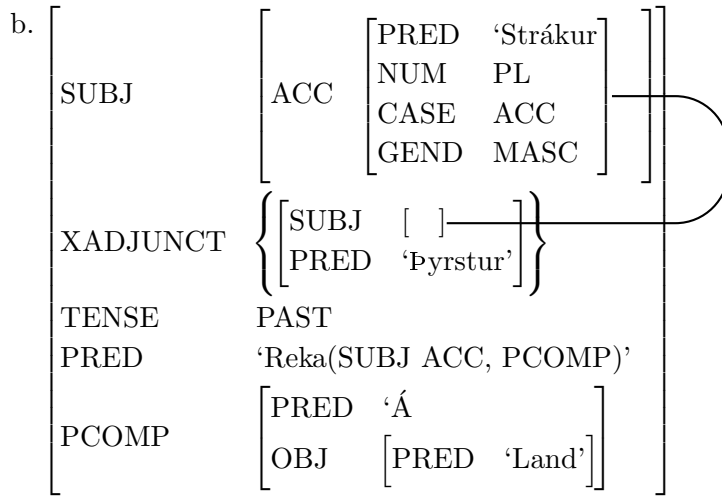 b.
PRED ‘Strákur
NUM PL
SUBJ ACC
CASE ACC
GEND MASC
SUBJ [ ]
XADJUNCT
PRED ‘Þyrstur’
TENSE PAST
PRED ‘Reka(SUBJ ACC, PCOMP)’
PRED ‘Á
PCOMP
OBJ [PRED ‘Land’]